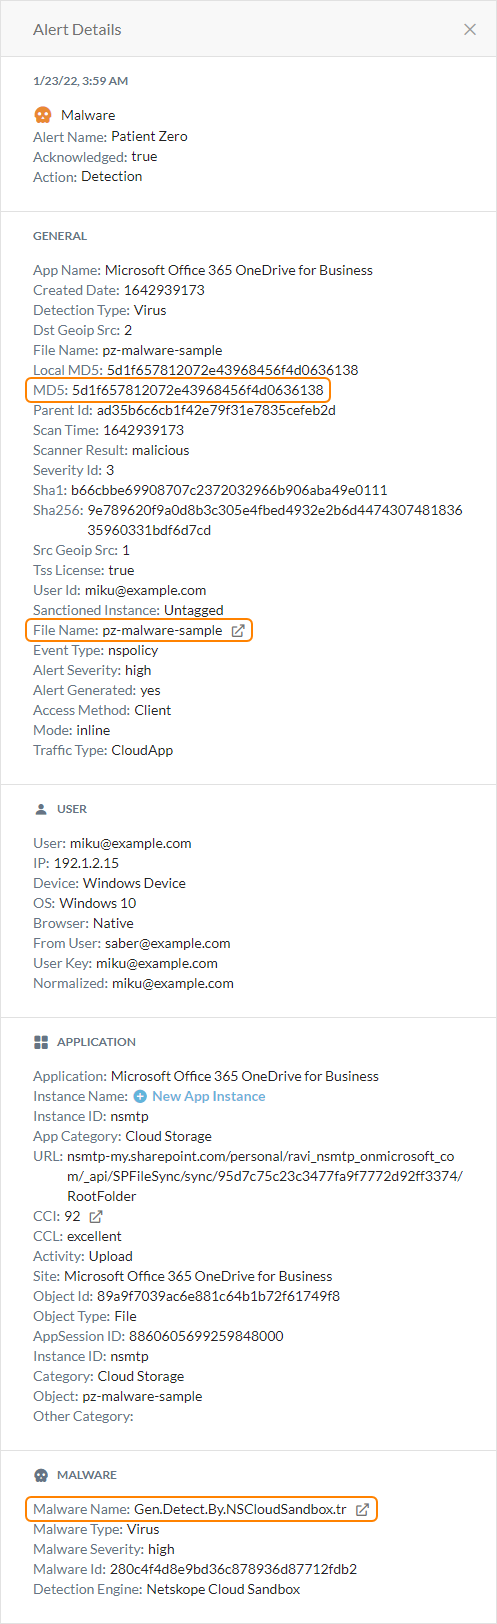 Alert Details
1/23/22, 3:59 AM
Malware
Alert Name: Patient Zero
Acknowledged: true
Action: Detection
GENERAL
App Name: Microsoft Office 365 OneDrive for Business
Created Date: 1642939173
Detection Type: Virus
Dst Geoip Src: 2
File Name: pz-malware-sample
Local MD5: 5d1f657812072e43968456f4d0636138
MD5: 5d1f657812072e43968456f4d0636138
Parent Id: ad35b6c6cb1f42e79f31e7835cefeb2d
Scan Time: 1642939173
Scanner Result: malicious
Severity Id: 3
Sha1: b66cbbe69908707c2372032966b906aba49e0111
Sha256: 9e789620f9a0d8b3c305e4fbed4932e2b6d4474307481836
35960331bdf6d7cd
Src Geoip Src: 1
Tss License: true
User Id: miku@example.com
Sanctioned Instance: Untagged
File Name: pz-malware-sample
Event Type: nspolicy
Alert Severity: high
Alert Generated: yes
Access Method: Client
Mode: inline
Traffic Type: CloudApp
USER
User: miku@example.com
IP: 192.1.2.15
Device: Windows Device
OS: Windows 10
Browser: Native
From User: saber@example.com
User Key: miku@example.com
Normalized: miku@example.com
APPLICATION
Application: Microsoft Office 365 OneDrive for Business
Instance Name: New App Instance
Instance ID: nsmtp
App Category: Cloud Storage
URL: nsmtp-my.sharepoint.com/personal/ravi_nsmtp_onmicrosoft_co
m/_api/SPFileSync/sync/95d7c75c23c3477fa9f7772d92ff3374/
RootFolder
CCI: 92
CCL: excellent
Activity: Upload
Site: Microsoft Office 365 OneDrive for Business
Object Id: 89a9f7039ac6e881c64b1b72f61749f8
Object Type: File
AppSession ID: 8860605699259848000
Instance ID: nsmtp
Category: Cloud Storage
Object: pz-malware-sample
Other Category:
MALWARE
Malware Name: Gen.Detect.By.NSCloudSandbox.tr
Malware Type: Virus
Malware Severity: high
Malware Id: 280c4f4d8e9bd36c878936d87712fdb2
Detection Engine: Netskope Cloud Sandbox